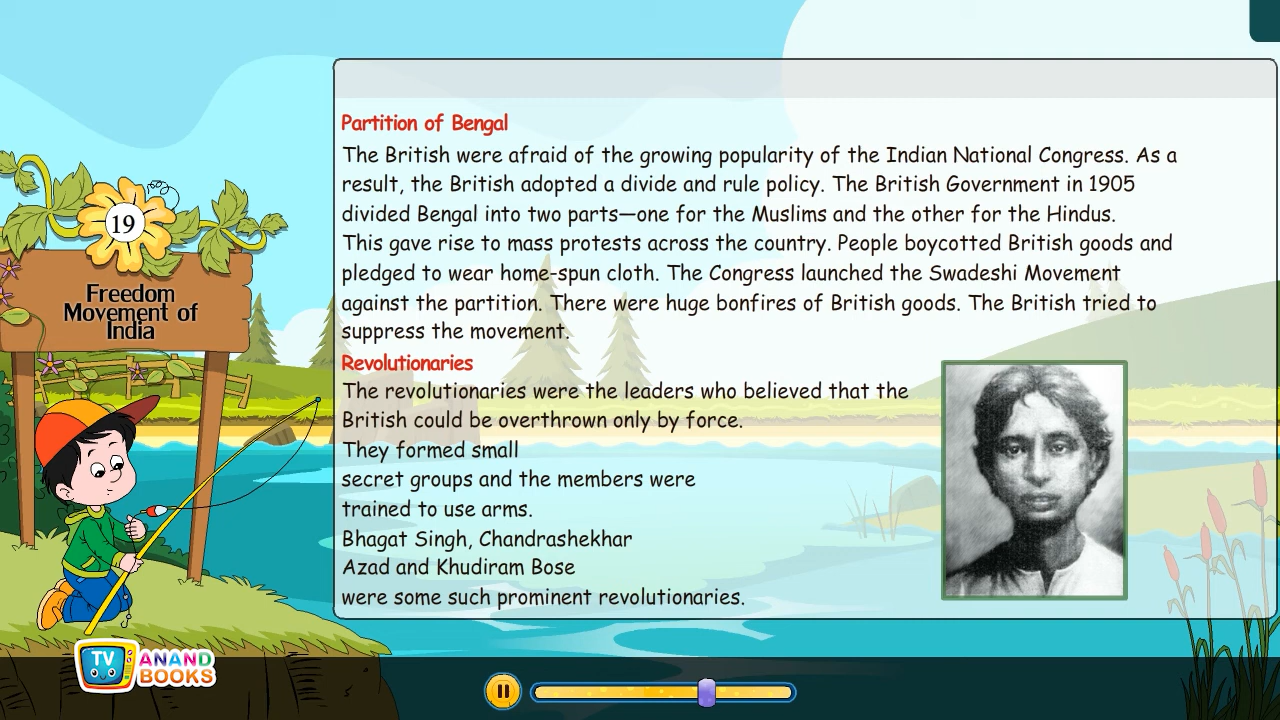 19
Freedom
Movement of
India
Partition of Bengal
The British were afraid of the growing popularity of the Indian National Congress. As a
result, the British adopted a divide and rule policy. The British Government in 1905
divided Bengal into two parts—one for the Muslims and the other for the Hindus.
This gave rise to mass protests across the country. People boycotted British goods and
pledged to wear home-spun cloth. The Congress launched the Swadeshi Movement
against the partition. There were huge bonfires of British goods. The British tried to
suppress the movement.
Revolutionaries
The revolutionaries were the leaders who believed that the
British could be overthrown only by force.
They formed small
secret groups and the members were
trained to use arms.
Bhagat Singh, Chandrashekhar
Azad and Khudiram Bose
were some such prominent revolutionaries.
TV
ANAND
BOOKS